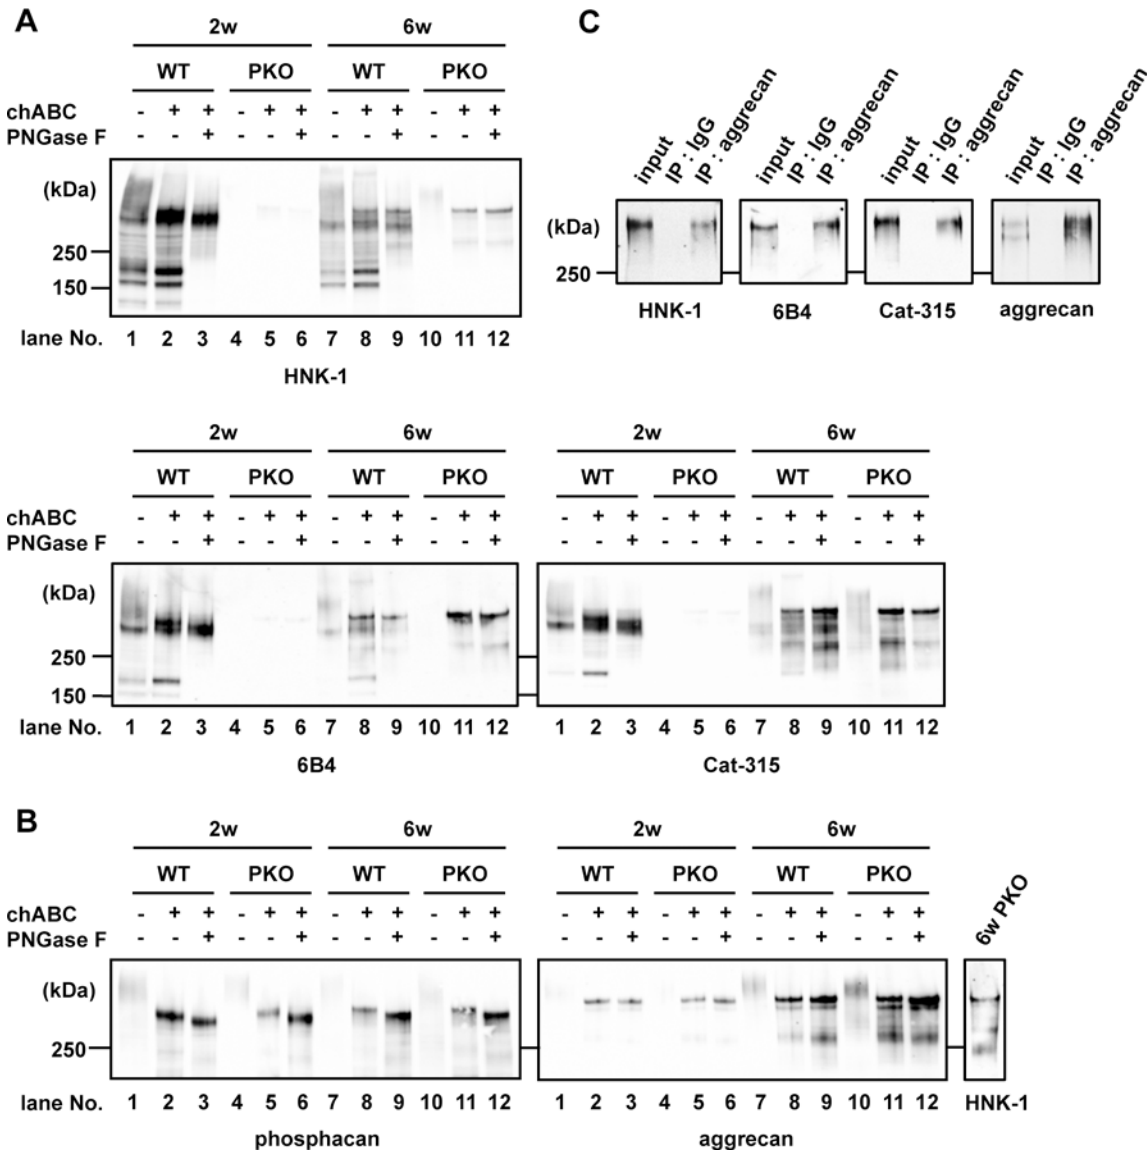 A
2w 6w
WT PKO WT PKO
chABC - + + - + + - + + - + +
PNGase F - - + - - + - - + - - +
(kDa)
250
150
lane No. 1 2 3 4 5 6 7 8 9 10 11 12
HNK-1
C
input IP : IgG IP : aggrecan input IP : IgG IP : aggrecan input IP : IgG IP : aggrecan input IP : IgG IP : aggrecan
(kDa)
250
HNK-1 6B4 Cat-315 aggrecan
2w 6w 2w 6w
WT PKO WT PKO WT PKO WT PKO
chABC - + + - + + - + + - + + - + + - + + - + + - + +
PNGase F - - + - - + - - + - - + - - + - - + - - + - - +
(kDa)
250
150
lane No. 1 2 3 4 5 6 7 8 9 10 11 12 1 2 3 4 5 6 7 8 9 10 11 12
6B4 Cat-315
B
2w 6w 2w 6w
WT PKO WT PKO WT PKO WT PKO
chABC - + + - + + - + + - + + - + + - + + - + + - + +
PNGase F - - + - - + - - + - - + - - + - - + - - + - - +
6w PKO
(kDa)
250
lane No. 1 2 3 4 5 6 7 8 9 10 11 12 1 2 3 4 5 6 7 8 9 10 11 12 HNK-1
phosphacan aggrecan